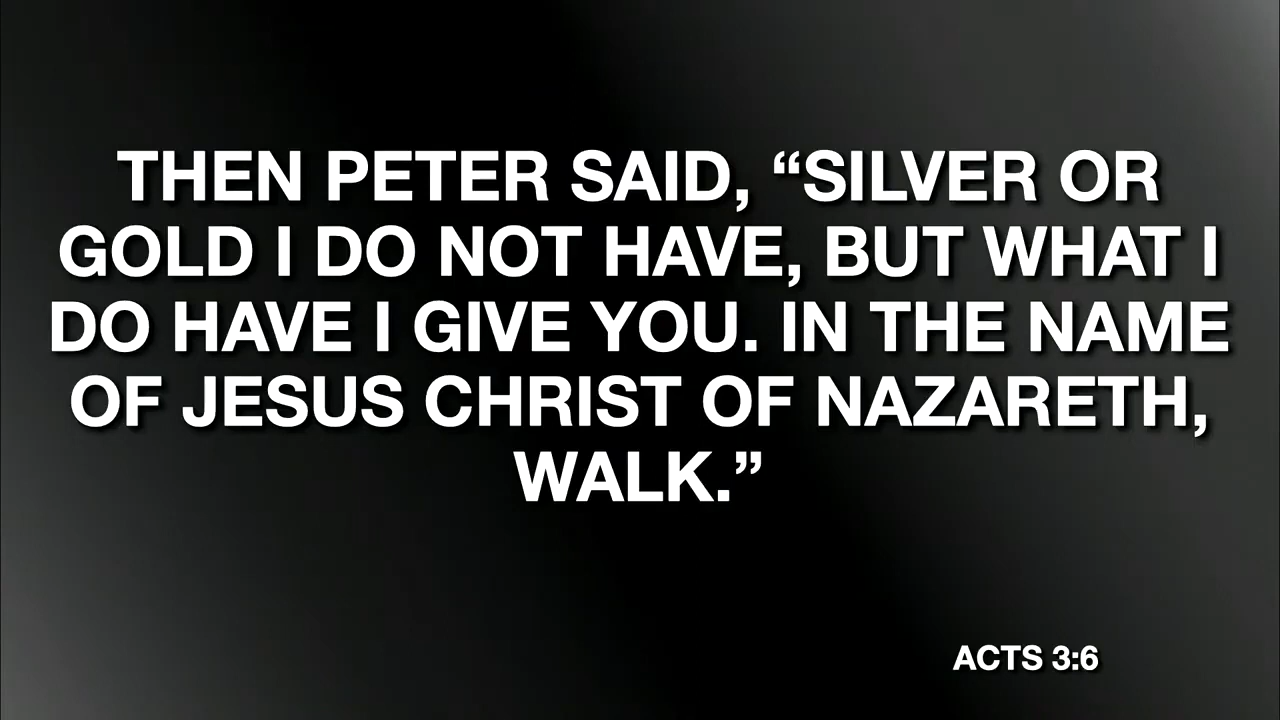 THEN PETER SAID, “SILVER OR
GOLD I DO NOT HAVE, BUT WHAT I
DO HAVE I GIVE YOU. IN THE NAME
OF JESUS CHRIST OF NAZARETH,
WALK.”
ACTS 3:6